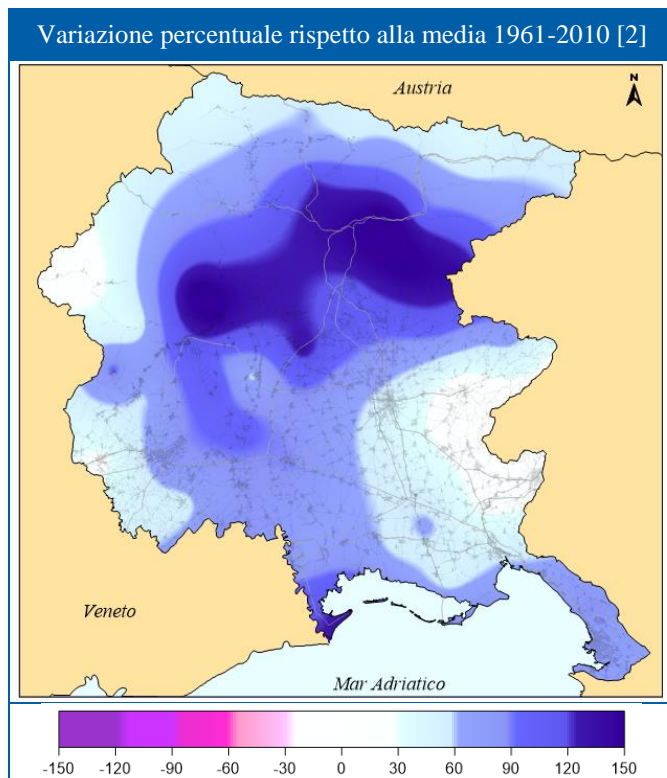 Variazione percentuale rispetto alla media 1961-2010 [2]
Austria
N
Veneto
Mar Adriatico
-150 -120 -90 -60 -30 0 30 60 90 120 150